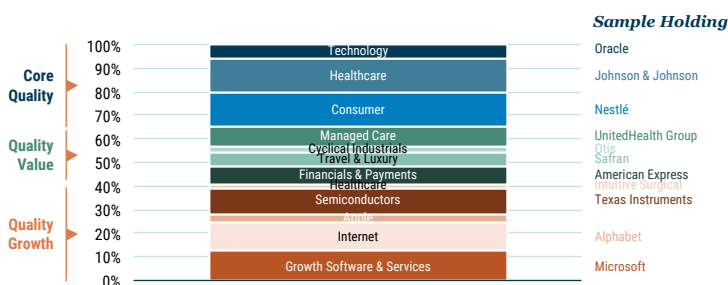 Sample Holding
100%
Technology
Oracle
90%
Core
Quality
Healthcare
Johnson & Johnson
80%
Consumer
Nestlé
70%
60%
Managed Care
UnitedHealth Group
Quality
Value
Cyclical Industrials
Otis
Travel & Luxury
Safran
50%
Financials & Payments
American Express
40%
Healthcare
Intuitive Surgical
Semiconductors
Texas Instruments
30%
Apple
Quality
Growth
20%
Internet
Alphabet
10%
Growth Software & Services
Microsoft
0%